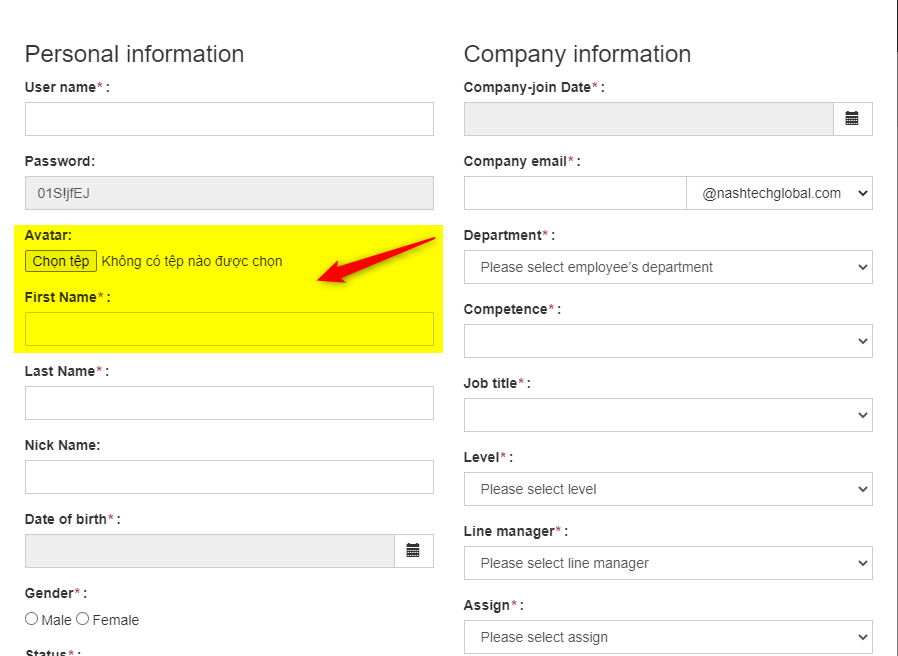 Personal information
User name* :
Password:
01S!jfEJ
Avatar:
Chọn tệp Không có tệp nào được chọn
First Name* :
Last Name* :
Nick Name:
Date of birth* :
Gender* :
Male Female
Status* :
Company information
Company-join Date* :
Company email* :
@nashtechglobal.com
Department* :
Please select employee's department
Competence* :
Job title* :
Level* :
Please select level
Line manager* :
Please select line manager
Assign* :
Please select assign